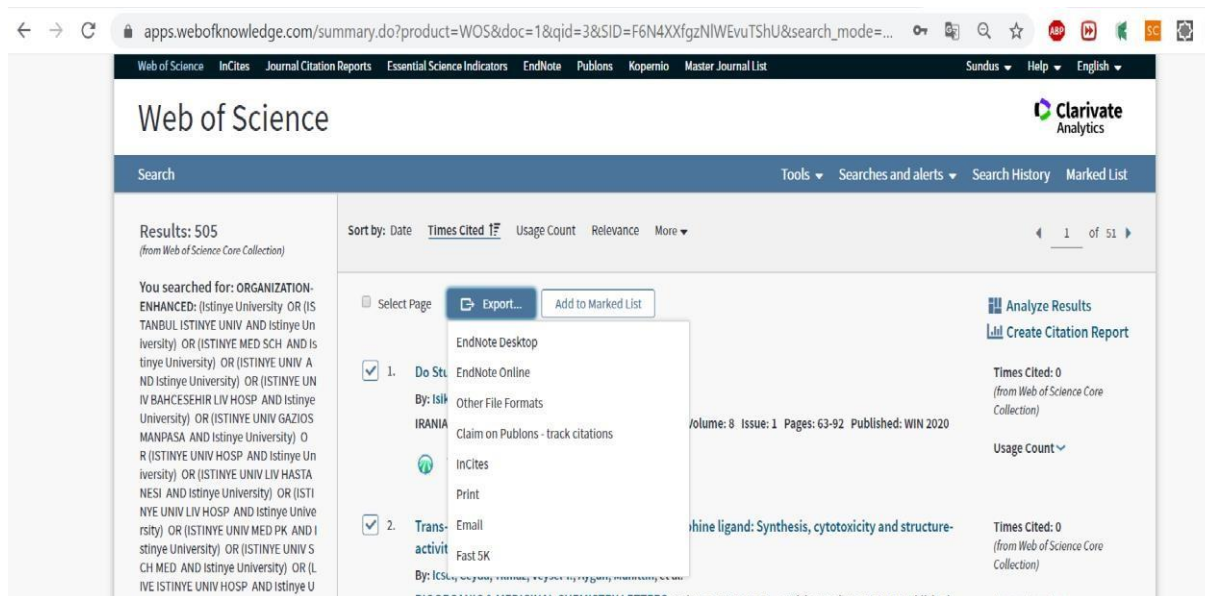 apps.webofknowledge.com/summary.do?product=WOS&doc=1&qid=3&SID=F6N4XXfgzNlWEvuTShU&search_mode=...
ABP
SC
Web of Science InCites Journal Citation Reports Essential Science Indicators EndNote Publons Kopernio Master Journal List Sundus Help English
Web of Science
Clarivate
Analytics
Search Tools Searches and alerts Search History Marked List
Results: 505
(from Web of Science Core Collection)
Sort by: Date Times Cited Usage Count Relevance More
1 of 51
You searched for: ORGANIZATION-
ENHANCED: (Istinye University OR (IS
TANBUL ISTINYE UNIV AND Istinye Un
iversity) OR (ISTINYE MED SCH AND Is
tinye University) OR (ISTINYE UNIV A
ND Istinye University) OR (ISTINYE UN
IV BAHCESEHIR LIV HOSP AND Istinye
University) OR (ISTINYE UNIV GAZIOS
MANPASA AND Istinye University) O
R (ISTINYE UNIV HOSP AND Istinye Un
iversity) OR (ISTINYE UNIV LIV HASTA
NESI AND Istinye University) OR (ISTI
NYE UNIV LIV HOSP AND Istinye Unive
rsity) OR (ISTINYE UNIV MED PK AND I
stinye University) OR (ISTINYE UNIV S
CH MED AND Istinye University) OR (L
IVE ISTINYE UNIV HOSP AND Istinye U
Select Page Export... Add to Marked List
EndNote Desktop
EndNote Online
Other File Formats
Claim on Publons - track citations
InCites
Print
Email
Fast 5K
1. Do Stu
By: Isik
IRANIA Volume: 8 Issue: 1 Pages: 63-92 Published: WIN 2020
2. Trans- phine ligand: Synthesis, cytotoxicity and structure-
activit
By:
Analyze Results
Create Citation Report
Times Cited: 0
(from Web of Science Core
Collection)
Usage Count
Times Cited: 0
(from Web of Science Core
Collection)